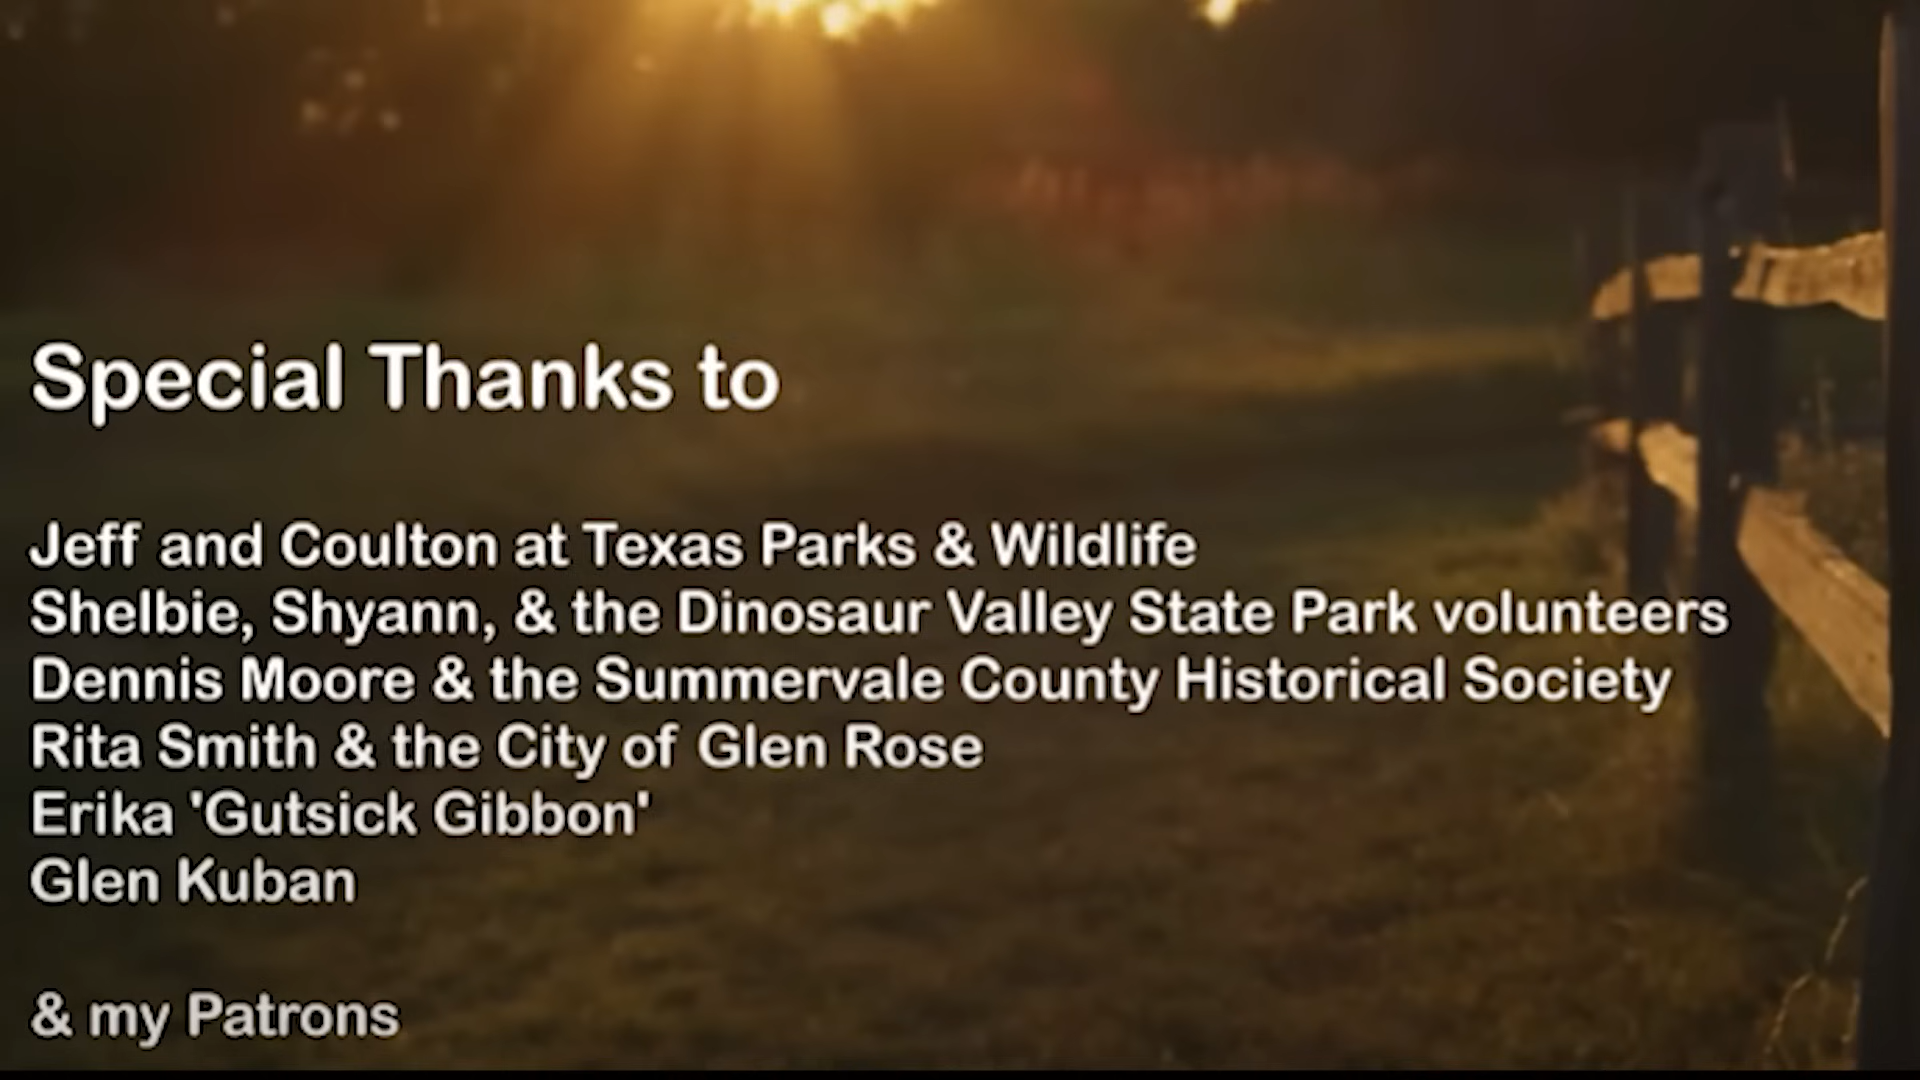 Special Thanks to
Jeff and Coulton at Texas Parks & Wildlife
Shelbie, Shyann, & the Dinosaur Valley State Park volunteers
Dennis Moore & the Summervale County Historical Society
Rita Smith & the City of Glen Rose
Erika 'Gutsick Gibbon'
Glen Kuban
& my Patrons